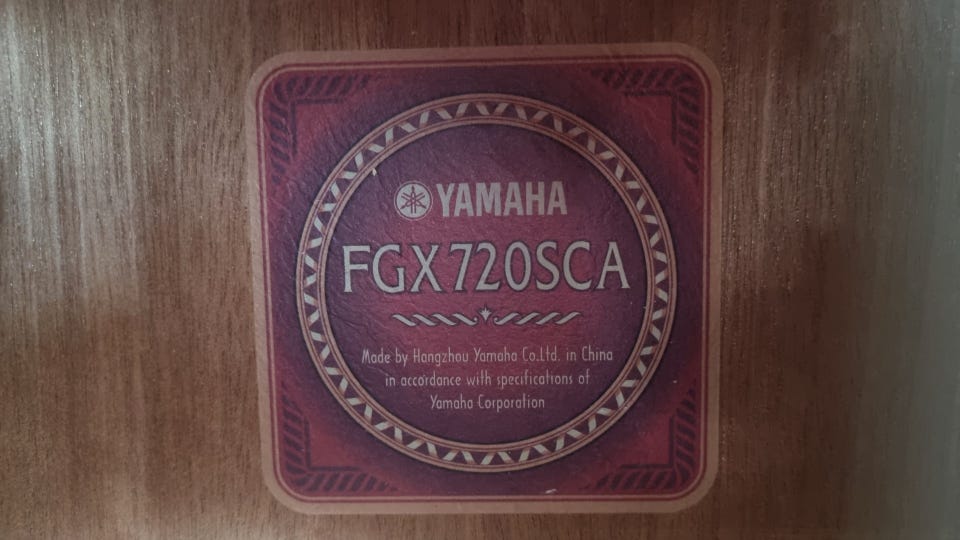 YAMAHA
FGX720SCA
Made by Hangzhou Yamaha Co.Ltd. in China
in accordance with specifications of
Yamaha Corporation